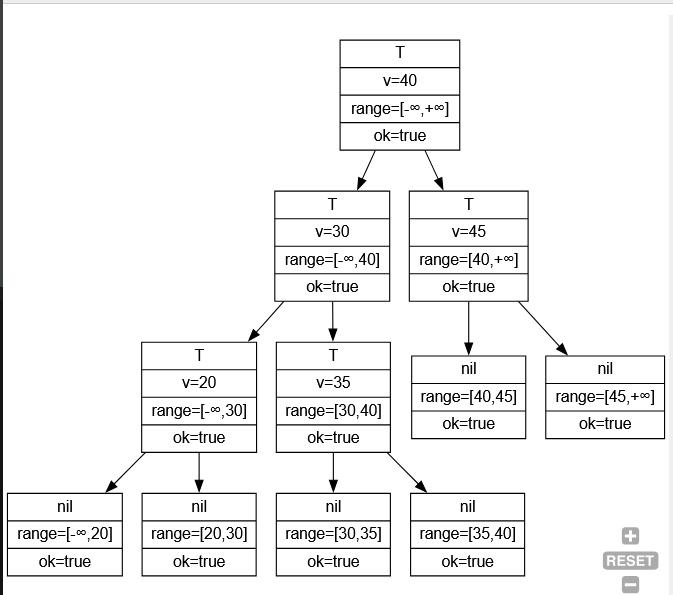 T
v=40
range=[-∞,+∞]
ok=true
T
v=30
range=[-∞,40]
ok=true
T
v=45
range=[40,+∞]
ok=true
T
v=20
range=[-∞,30]
ok=true
T
v=35
range=[30,40]
ok=true
nil
range=[40,45]
ok=true
nil
range=[45,+∞]
ok=true
nil
range=[-∞,20]
ok=true
nil
range=[20,30]
ok=true
nil
range=[30,35]
ok=true
nil
range=[35,40]
ok=true
+
RESET
−